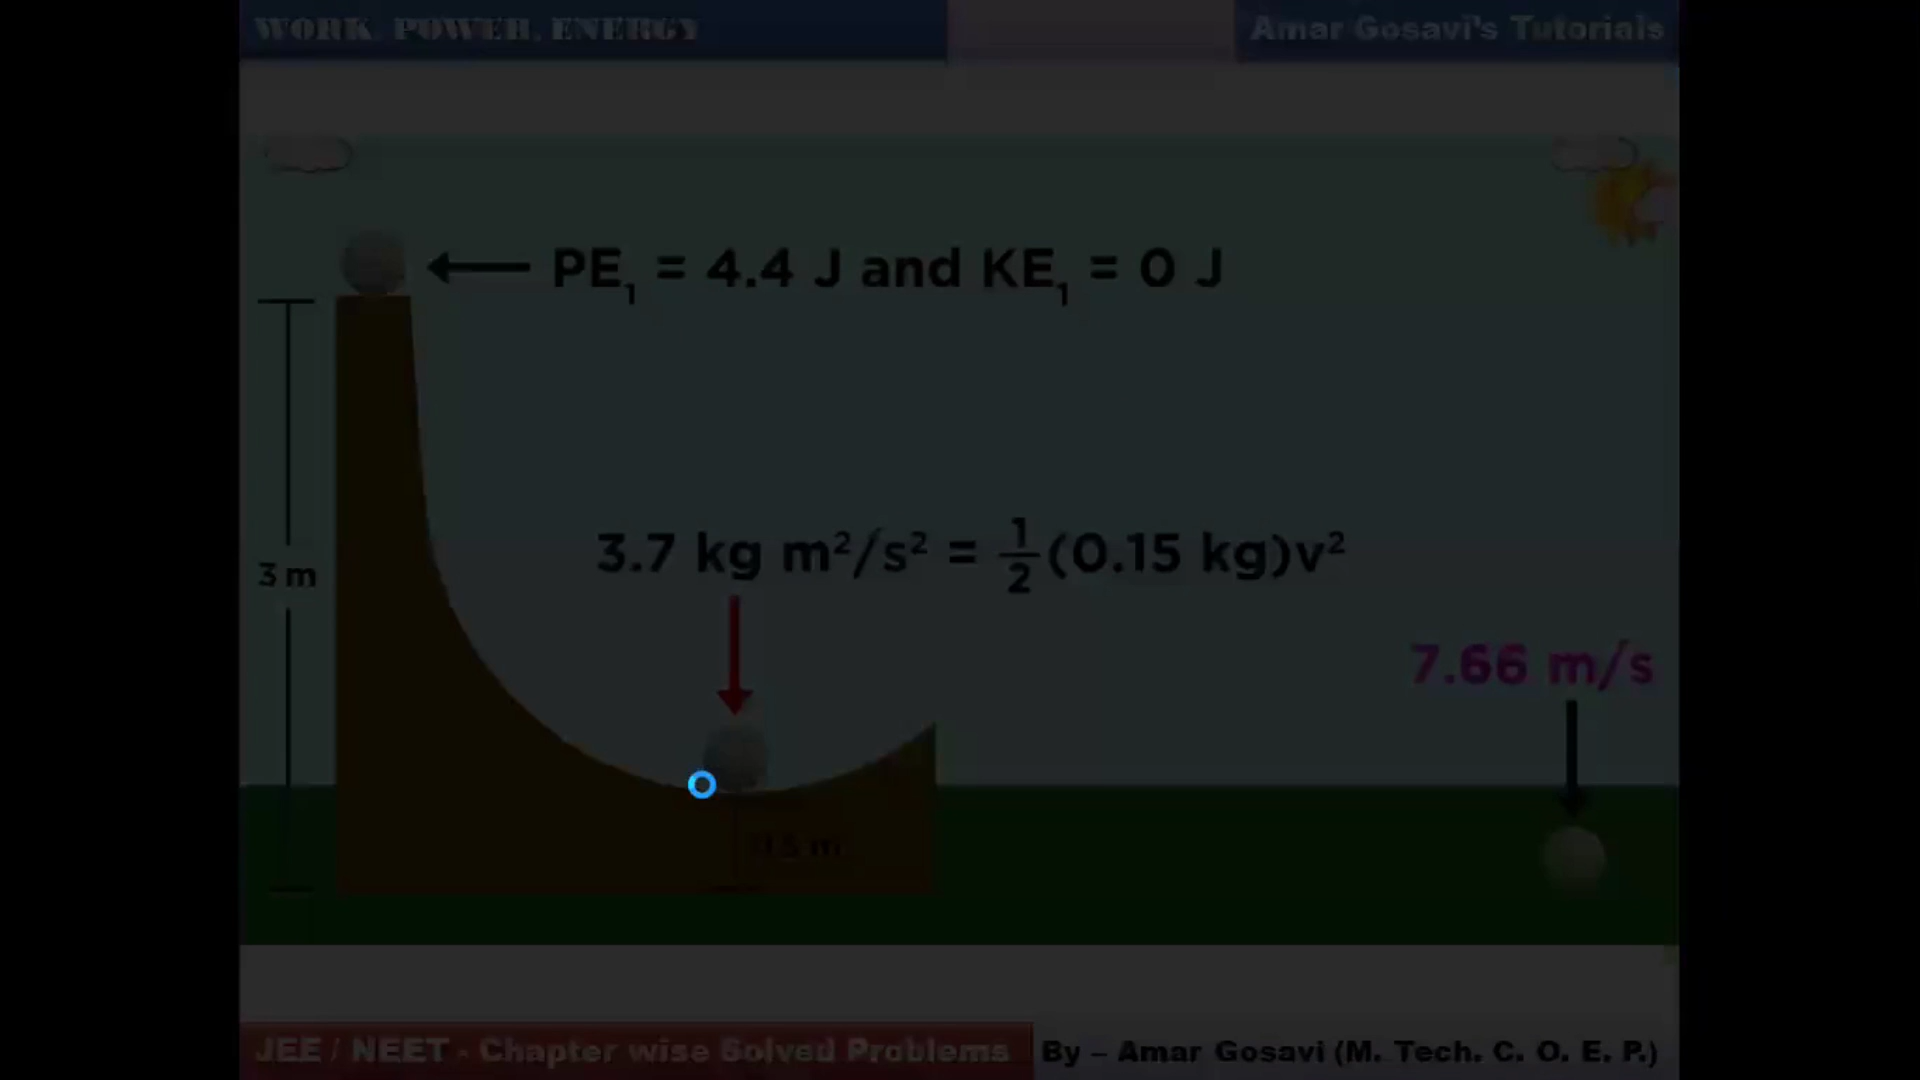 WORK, POWER, ENERGY
Amar Gosavi's Tutorials
PE₁ = 4.4 J and KE₁ = 0 J
3.7 kg m²/s² = 1/2 (0.15 kg)v²
3 m
7.66 m/s
JEE / NEET - Chapter wise Solved Problems
By – Amar Gosavi (M. Tech. C. O. E. P.)